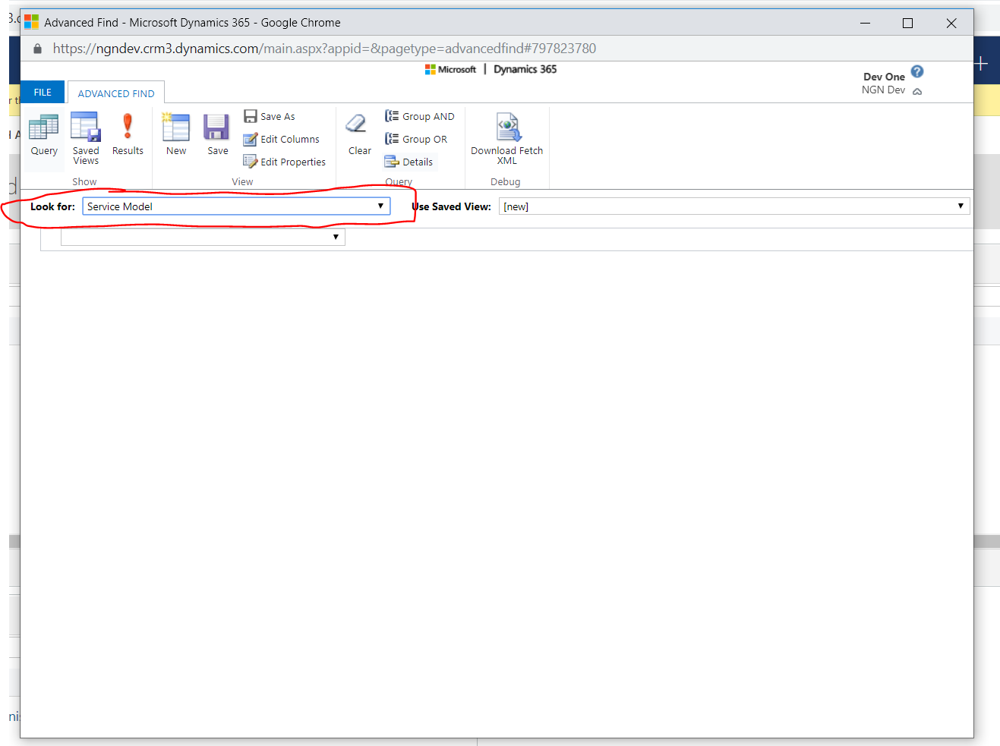 3.c
Advanced Find - Microsoft Dynamics 365 - Google Chrome
https://ngndev.crm3.dynamics.com/main.aspx?appid=&pagetype=advancedfind#797823780
Microsoft | Dynamics 365
Dev One
NGN Dev
FILE
ADVANCED FIND
r th
Query
Saved Views
Results
Show
New
Save
Save As
Edit Columns
Edit Properties
View
Clear
Group AND
Group OR
Details
Query
Download Fetch XML
Debug
Look for:
Service Model
Use Saved View:
[new]
d
nis